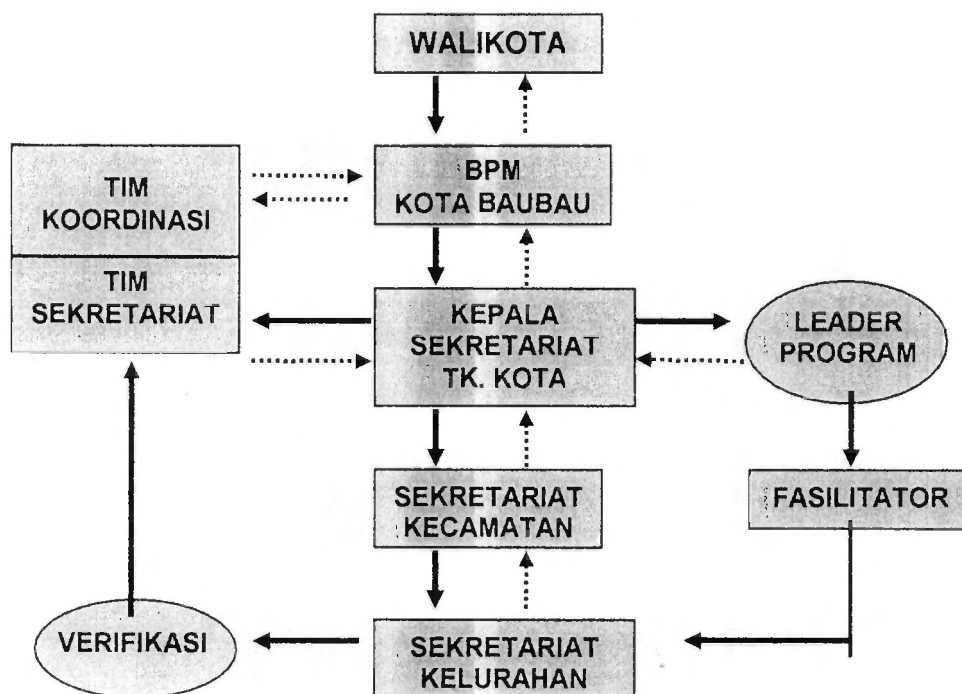 WALIKOTA
TIM
KOORDINASI
BPM
KOTA BAUBAU
TIM
SEKRETARIAT
KEPALA
SEKRETARIAT
TK. KOTA
LEADER
PROGRAM
SEKRETARIAT
KECAMATAN
FASILITATOR
VERIFIKASI
SEKRETARIAT
KELURAHAN